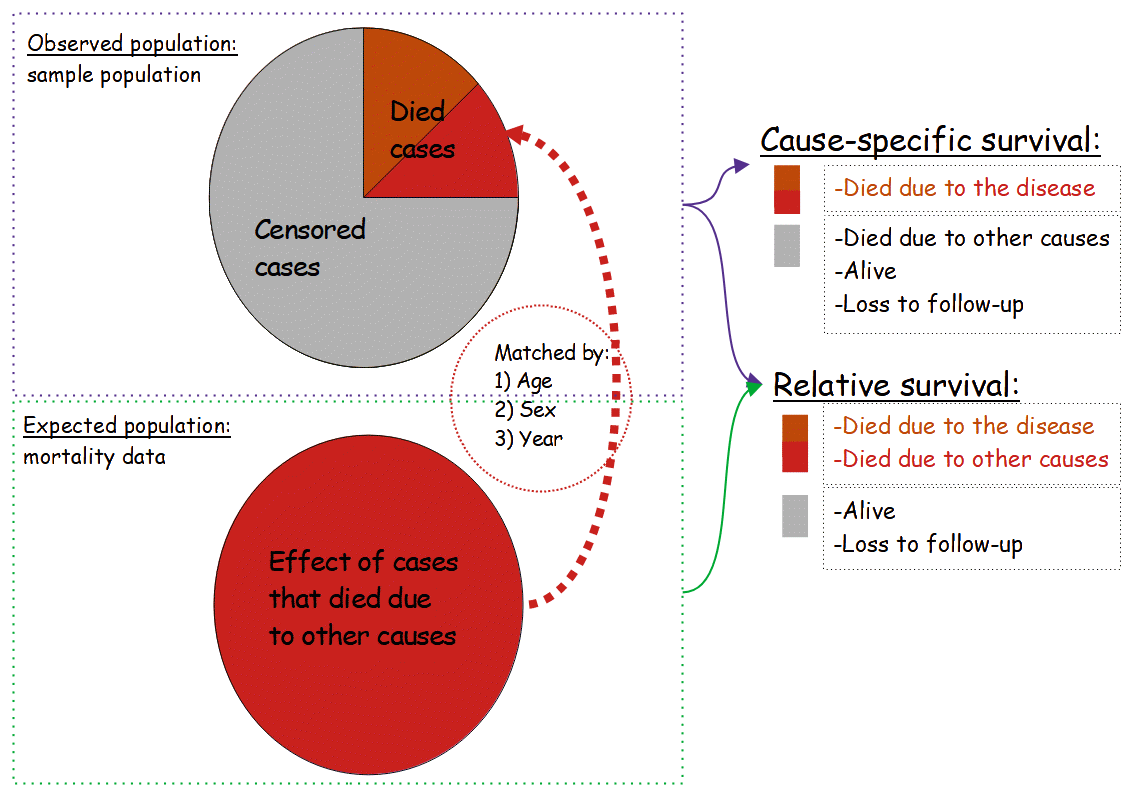 Observed population:
sample population
Died
cases
Censored
cases
Matched by:
1) Age
2) Sex
3) Year
Expected population:
mortality data
Effect of cases
that died due
to other causes
Cause-specific survival:
-Died due to the disease
-Died due to other causes
-Alive
-Loss to follow-up
Relative survival:
-Died due to the disease
-Died due to other causes
-Alive
-Loss to follow-up